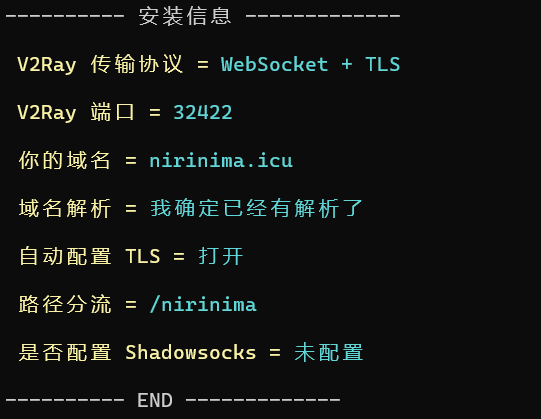 ---------- 安装信息 -------------
V2Ray 传输协议 = WebSocket + TLS
V2Ray 端口 = 32422
你的域名 = nirinima.icu
域名解析 = 我确定已经有解析了
自动配置 TLS = 打开
路径分流 = /nirinima
是否配置 Shadowsocks = 未配置
---------- END -------------